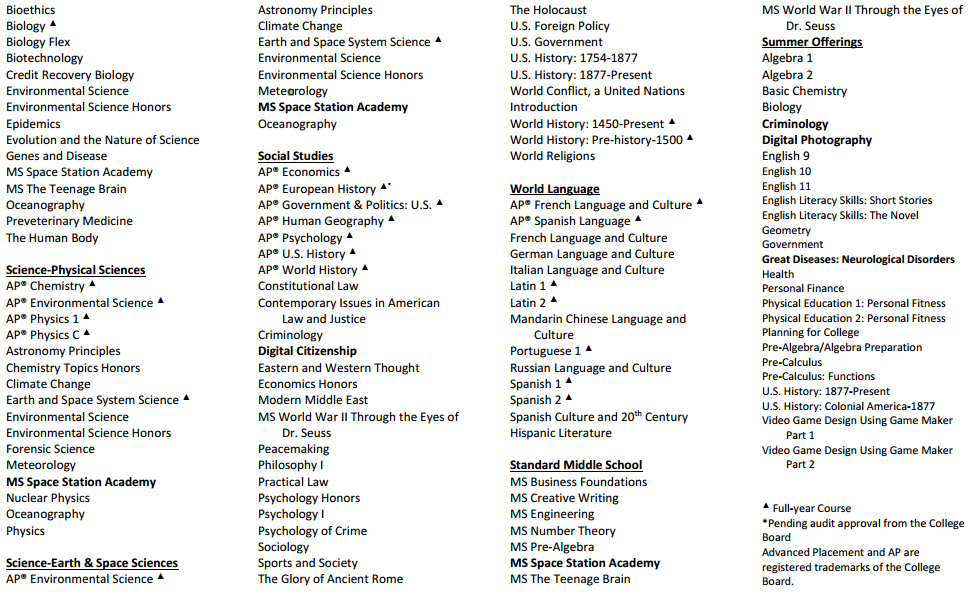 Bioethics
Biology ▲
Biology Flex
Biotechnology
Credit Recovery Biology
Environmental Science
Environmental Science Honors
Epidemics
Evolution and the Nature of Science
Genes and Disease
MS Space Station Academy
MS The Teenage Brain
Oceanography
Preveterinary Medicine
The Human Body
Science-Physical Sciences
AP® Chemistry ▲
AP® Environmental Science ▲
AP® Physics 1 ▲
AP® Physics C ▲
Astronomy Principles
Chemistry Topics Honors
Climate Change
Earth and Space System Science ▲
Environmental Science
Environmental Science Honors
Forensic Science
Meteorology
MS Space Station Academy
Nuclear Physics
Oceanography
Physics
Science-Earth & Space Sciences
AP® Environmental Science ▲
Astronomy Principles
Climate Change
Earth and Space System Science ▲
Environmental Science
Environmental Science Honors
Meteorology
MS Space Station Academy
Oceanography
Social Studies
AP® Economics ▲
AP® European History ▲*
AP® Government & Politics: U.S. ▲
AP® Human Geography ▲
AP® Psychology ▲
AP® U.S. History ▲
AP® World History ▲
Constitutional Law
Contemporary Issues in American
Law and Justice
Criminology
Digital Citizenship
Eastern and Western Thought
Economics Honors
Modern Middle East
MS World War II Through the Eyes of
Dr. Seuss
Peacemaking
Philosophy I
Practical Law
Psychology Honors
Psychology I
Psychology of Crime
Sociology
Sports and Society
The Glory of Ancient Rome
The Holocaust
U.S. Foreign Policy
U.S. Government
U.S. History: 1754-1877
U.S. History: 1877-Present
World Conflict, a United Nations
Introduction
World History: 1450-Present ▲
World History: Pre-history-1500 ▲
World Religions
World Language
AP® French Language and Culture ▲
AP® Spanish Language ▲
French Language and Culture
German Language and Culture
Italian Language and Culture
Latin 1 ▲
Latin 2 ▲
Mandarin Chinese Language and
Culture
Portuguese 1 ▲
Russian Language and Culture
Spanish 1 ▲
Spanish 2 ▲
Spanish Culture and 20th Century
Hispanic Literature
Standard Middle School
MS Business Foundations
MS Creative Writing
MS Engineering
MS Number Theory
MS Pre-Algebra
MS Space Station Academy
MS The Teenage Brain
MS World War II Through the Eyes of
Dr. Seuss
Summer Offerings
Algebra 1
Algebra 2
Basic Chemistry
Biology
Criminology
Digital Photography
English 9
English 10
English 11
English Literacy Skills: Short Stories
English Literacy Skills: The Novel
Geometry
Government
Great Diseases: Neurological Disorders
Health
Personal Finance
Physical Education 1: Personal Fitness
Physical Education 2: Personal Fitness
Planning for College
Pre-Algebra/Algebra Preparation
Pre-Calculus
Pre-Calculus: Functions
U.S. History: 1877-Present
U.S. History: Colonial America-1877
Video Game Design Using Game Maker
Part 1
Video Game Design Using Game Maker
Part 2
▲ Full-year Course
*Pending audit approval from the College
Board
Advanced Placement and AP are
registered trademarks of the College
Board.